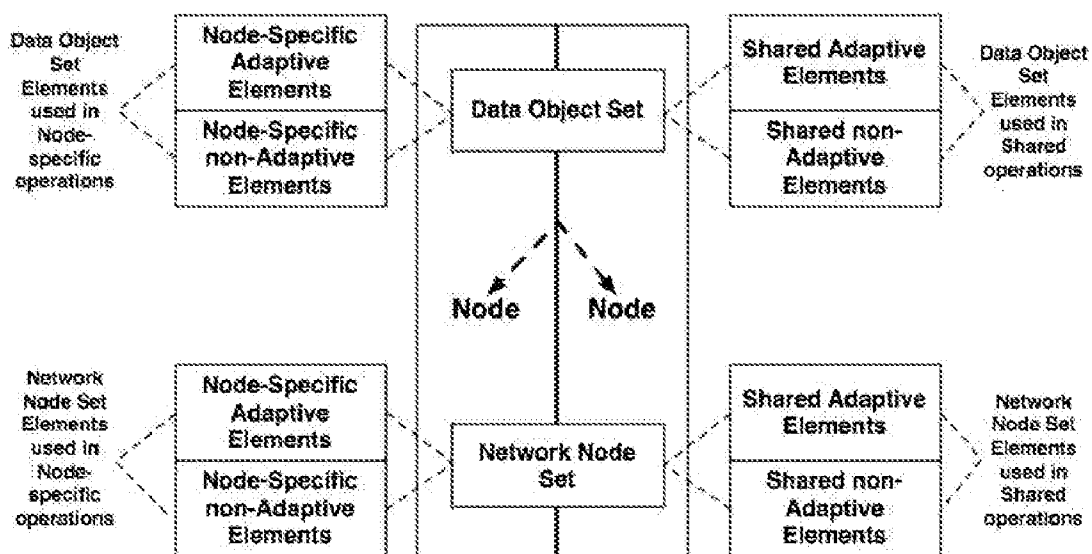 Data Object
Set
Elements
used in
Node-
specific
operations
Node-Specific
Adaptive
Elements
Node-Specific
non-Adaptive
Elements
Data Object Set
Shared Adaptive
Elements
Shared non-
Adaptive
Elements
Data Object
Set
Elements
used in
Shared
operations
Node
Node
Network
Node Set
Elements
used in
Node-
specific
operations
Node-Specific
Adaptive
Elements
Node-Specific
non-Adaptive
Elements
Network Node
Set
Shared Adaptive
Elements
Shared non-
Adaptive
Elements
Network
Node Set
Elements
used in
Shared
operations